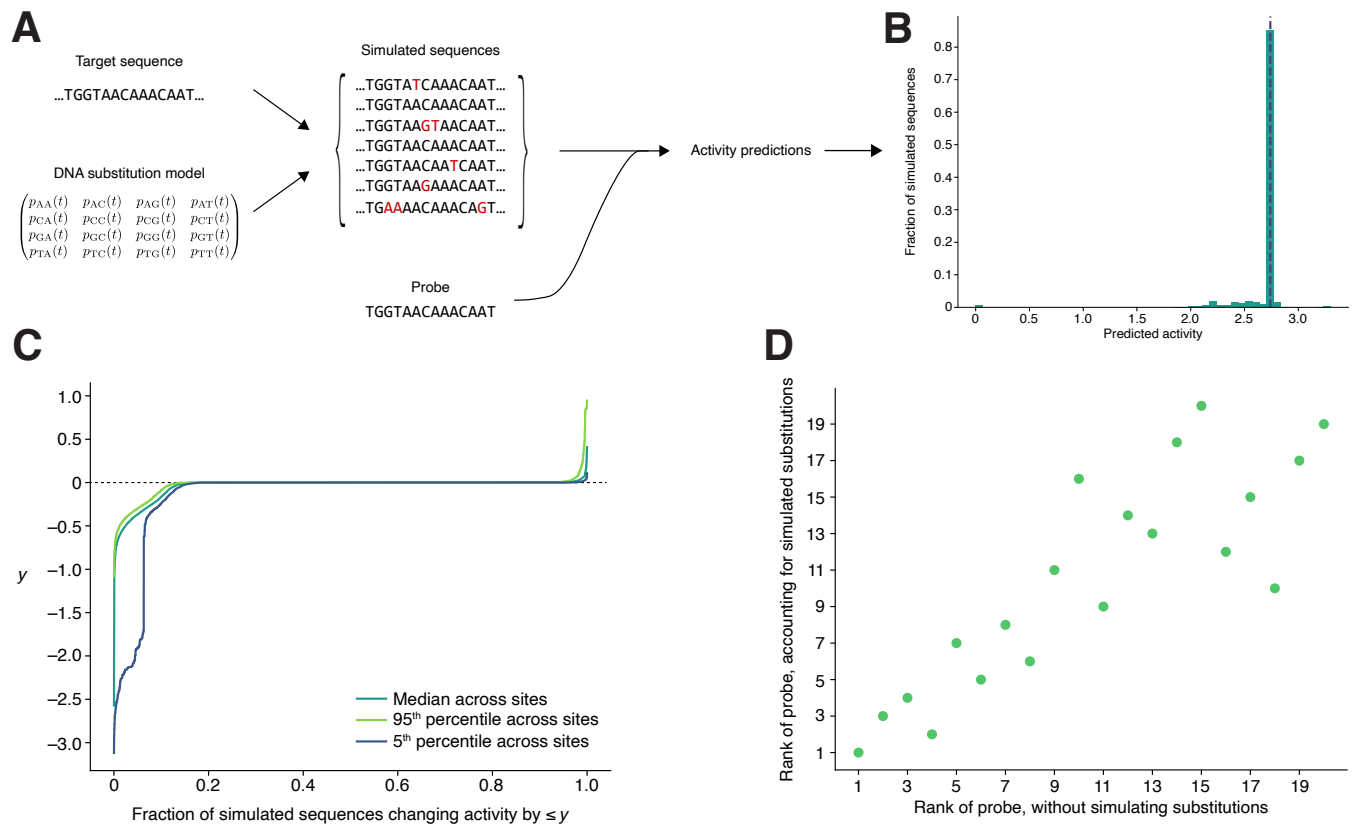 A
Target sequence
...TGGTAACAAACAAT...
DNA substitution model
pAA(t) pAC(t) pAG(t) pAT(t)
pCA(t) pCC(t) pCG(t) pCT(t)
pGA(t) pGC(t) pGG(t) pGT(t)
pTA(t) pTC(t) pTG(t) pTT(t)
Simulated sequences
...TGGTATCAAACAAT...
...TGGTAACAAACAAT...
...TGGTAAGTAACAAT...
...TGGTAACAAACAAT...
...TGGTAACAATCAAT...
...TGGTAAGAAACAAT...
...TGAAAACAAACAGT...
Probe
TGGTAACAAACAAT
Activity predictions
B
Fraction of simulated sequences
0.8
0.7
0.6
0.5
0.4
0.3
0.2
0.1
0
0 0.5 1.0 1.5 2.0 2.5 3.0
Predicted activity
C
y
1.0
0.5
0
−0.5
−1.0
−1.5
−2.0
−2.5
−3.0
Median across sites
95th percentile across sites
5th percentile across sites
0 0.2 0.4 0.6 0.8 1.0
Fraction of simulated sequences changing activity by ≤ y
D
Rank of probe, accounting for simulated substitutions
19
17
15
13
11
9
7
5
3
1
1 3 5 7 9 11 13 15 17 19
Rank of probe, without simulating substitutions